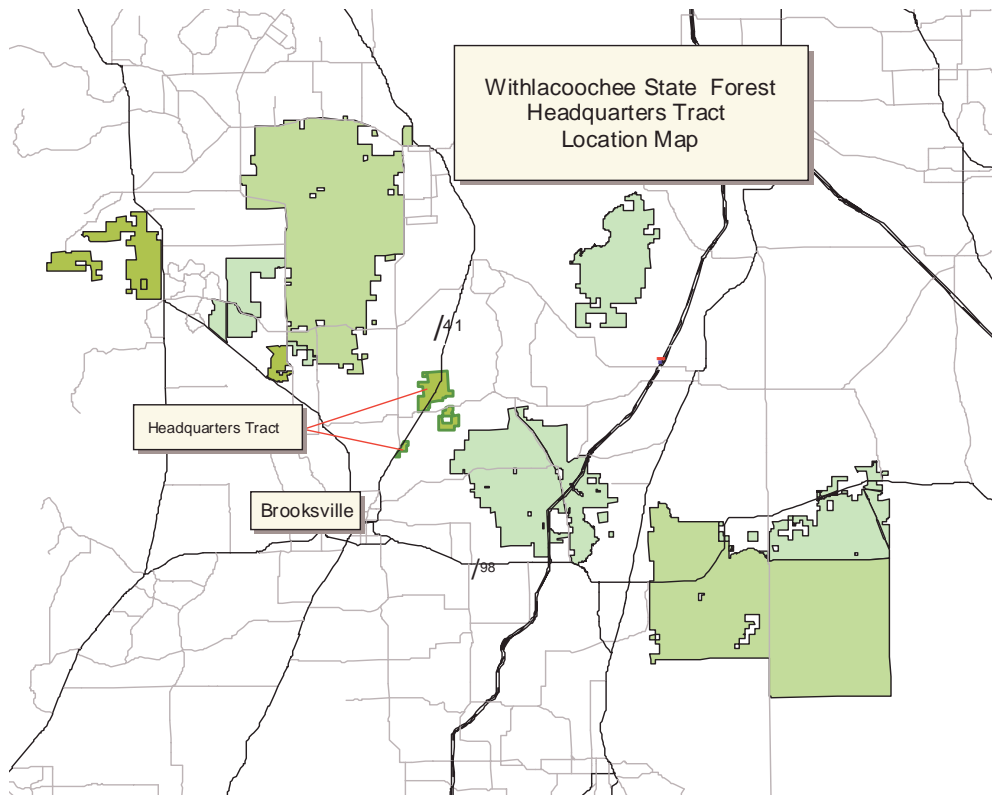 Withlacoochee State Forest
Headquarters Tract
Location Map
/41
Headquarters Tract
Brooksville
/98